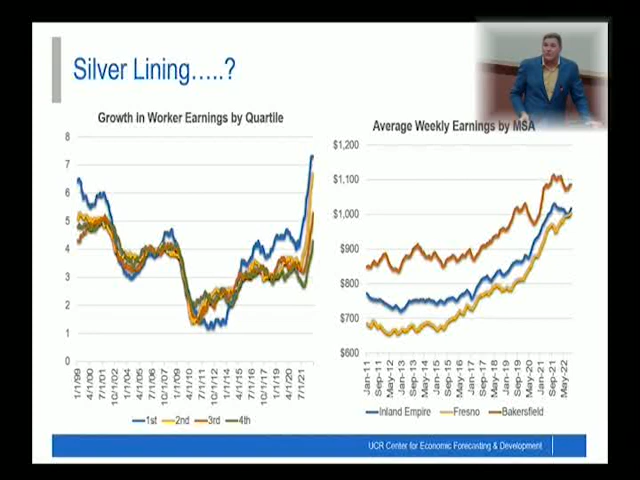 Silver Lining.....?
Growth in Worker Earnings by Quartile
8
7
6
5
4
3
2
1
0
1/1/99
4/1/00
10/1/02
1/1/04
4/1/05
10/1/07
1/1/09
4/1/10
7/1/11
10/1/12
1/1/14
4/1/15
7/1/16
10/1/17
1/1/19
4/1/20
7/1/21
1st 2nd 3rd 4th
Average Weekly Earnings by MSA
$1,200
$1,100
$1,000
$900
$800
$700
$600
Jan-11
Sep-11
May-12
Jan-13
Sep-13
May-14
Jan-15
Sep-15
May-16
Jan-17
Sep-17
May-18
Jan-19
Sep-19
May-20
Jan-21
Sep-21
May-22
Inland Empire Fresno Bakersfield
UCR Center for Economic Forecasting & Development